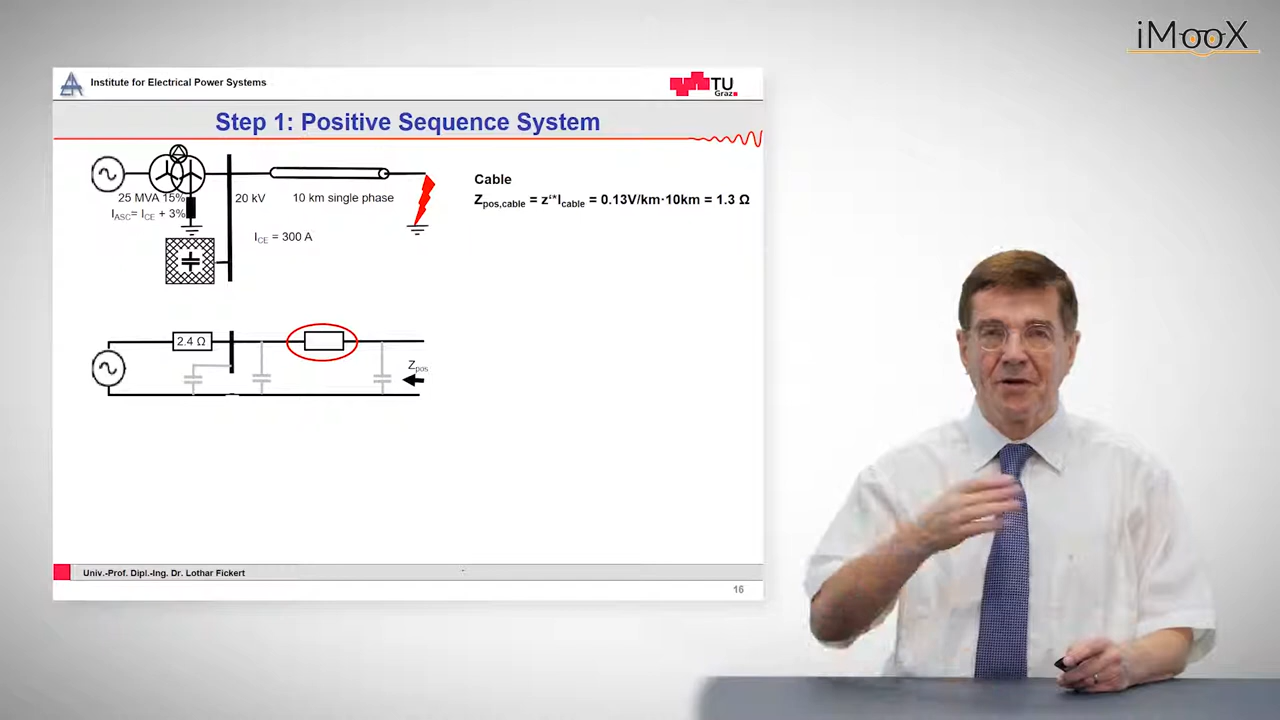 iMooX
Institute for Electrical Power Systems
TU
Graz
Step 1: Positive Sequence System
25 MVA 15%
I_ASC= I_CE + 3%
20 kV
10 km single phase
I_CE = 300 A
Cable
Z_pos,cable = z‘*l_cable = 0.13V/km·10km = 1.3 Ω
2.4 Ω
Z_pos
Univ.-Prof. Dipl.-Ing. Dr. Lothar Fickert
16